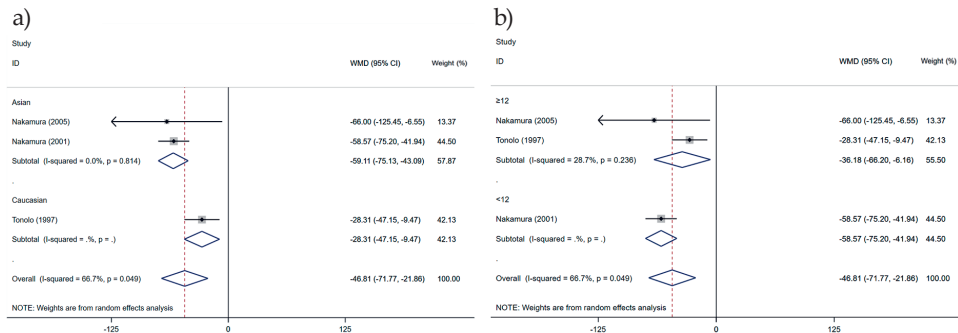 a)
Study
ID WMD (95% CI) Weight (%)
Asian
Nakamura (2005) -66.00 (-125.45, -6.55) 13.37
Nakamura (2001) -58.57 (-75.20, -41.94) 44.50
Subtotal (I-squared = 0.0%, p = 0.814) -59.11 (-75.13, -43.09) 57.87
.
Caucasian
Tonolo (1997) -28.31 (-47.15, -9.47) 42.13
Subtotal (I-squared = .%, p = .) -28.31 (-47.15, -9.47) 42.13
.
Overall (I-squared = 66.7%, p = 0.049) -46.81 (-71.77, -21.86) 100.00
NOTE: Weights are from random effects analysis
-125 0 125
b)
Study
ID WMD (95% CI) Weight (%)
≥12
Nakamura (2005) -66.00 (-125.45, -6.55) 13.37
Tonolo (1997) -28.31 (-47.15, -9.47) 42.13
Subtotal (I-squared = 28.7%, p = 0.236) -36.18 (-66.20, -6.16) 55.50
.
<12
Nakamura (2001) -58.57 (-75.20, -41.94) 44.50
Subtotal (I-squared = .%, p = .) -58.57 (-75.20, -41.94) 44.50
.
Overall (I-squared = 66.7%, p = 0.049) -46.81 (-71.77, -21.86) 100.00
NOTE: Weights are from random effects analysis
-125 0 125